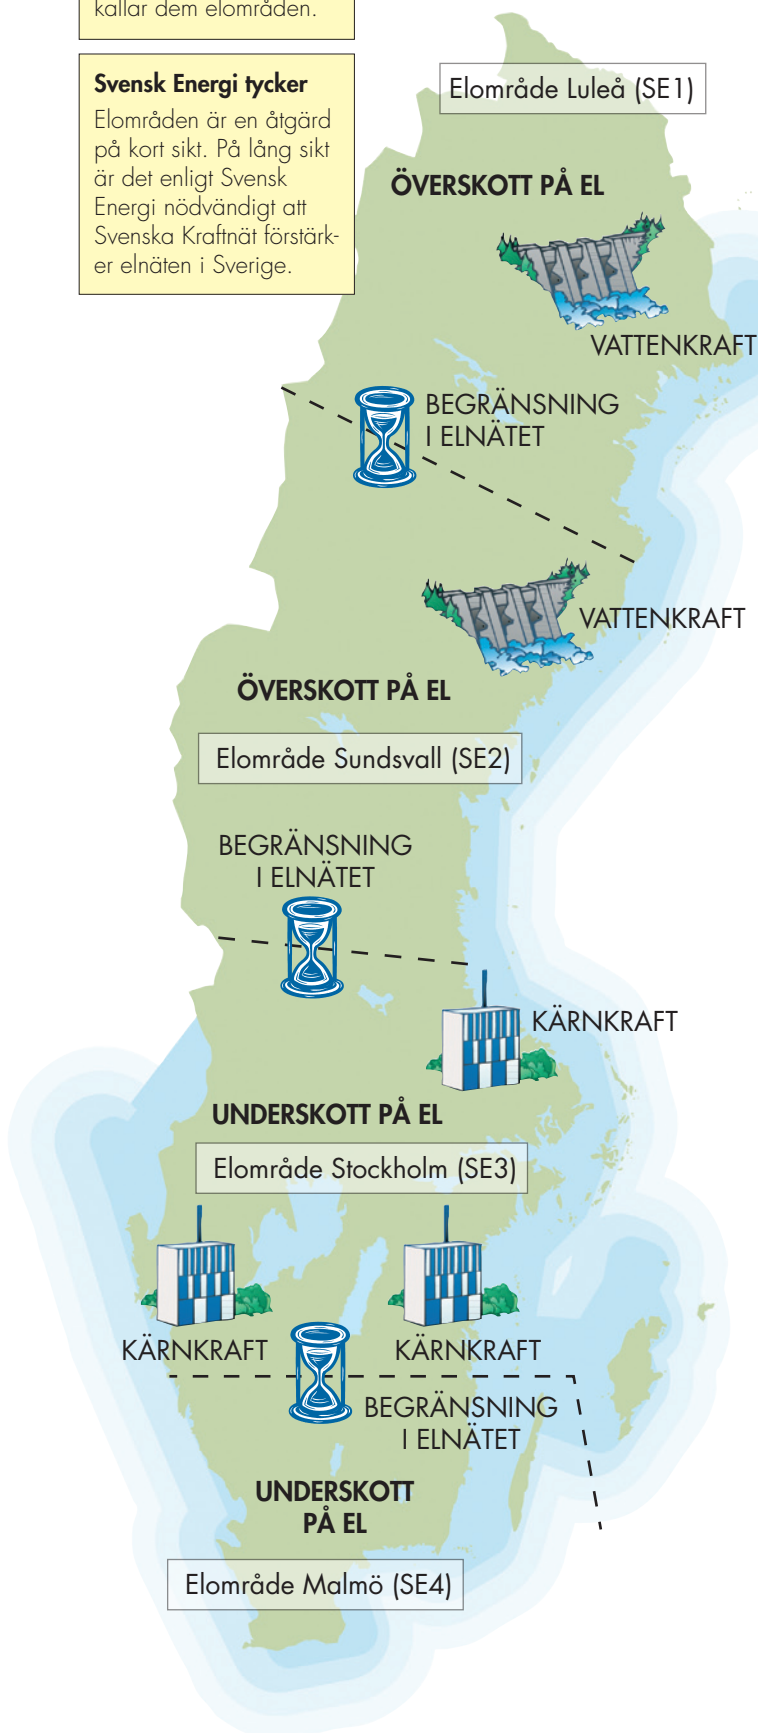 kallar dem elområden.
Svensk Energi tycker
Elområden är en åtgärd
på kort sikt. På lång sikt
är det enligt Svensk
Energi nödvändigt att
Svenska Kraftnät förstärk-
er elnäten i Sverige.
Elområde Luleå (SE1)
ÖVERSKOTT PÅ EL
VATTENKRAFT
BEGRÄNSNING
I ELNÄTET
VATTENKRAFT
ÖVERSKOTT PÅ EL
Elområde Sundsvall (SE2)
BEGRÄNSNING
I ELNÄTET
KÄRNKRAFT
UNDERSKOTT PÅ EL
Elområde Stockholm (SE3)
KÄRNKRAFT
KÄRNKRAFT
BEGRÄNSNING
I ELNÄTET
UNDERSKOTT
PÅ EL
Elområde Malmö (SE4)